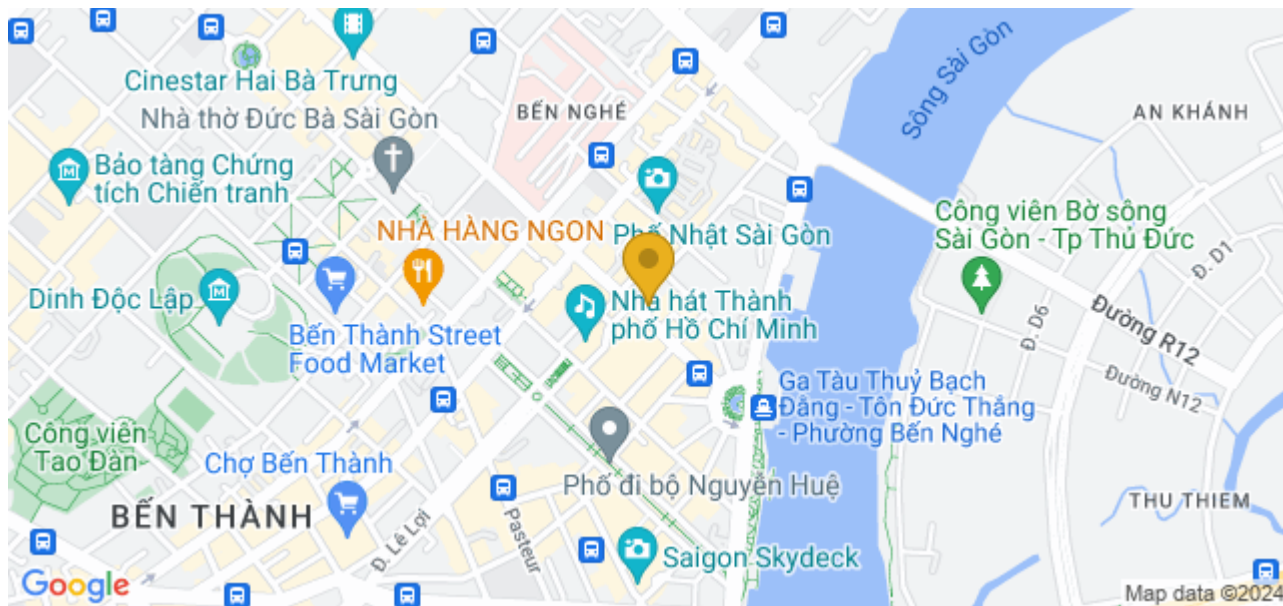 Cinestar Hai Bà Trưng
Nhà thờ Đức Bà Sài Gòn
BẾN NGHÉ
Sông Sài Gòn
AN KHÁNH
Bảo tàng Chứng
tích Chiến tranh
NHÀ HÀNG NGON
Phố Nhật Sài Gòn
Công viên Bờ sông
Sài Gòn - Tp Thủ Đức
Đ. D1
Dinh Độc Lập
Bến Thành Street
Food Market
Nhà hát Thành
phố Hồ Chí Minh
Đ. D6
Đường R12
Đường N12
Ga Tàu Thuỷ Bạch
Đằng - Tôn Đức Thắng
- Phường Bến Nghé
Công viên
Tao Đàn
Chợ Bến Thành
Phố đi bộ Nguyễn Huệ
BẾN THÀNH
Đ. Lê Lợi
Pasteur
Saigon Skydeck
THU THIEM
Google
Map data ©2024